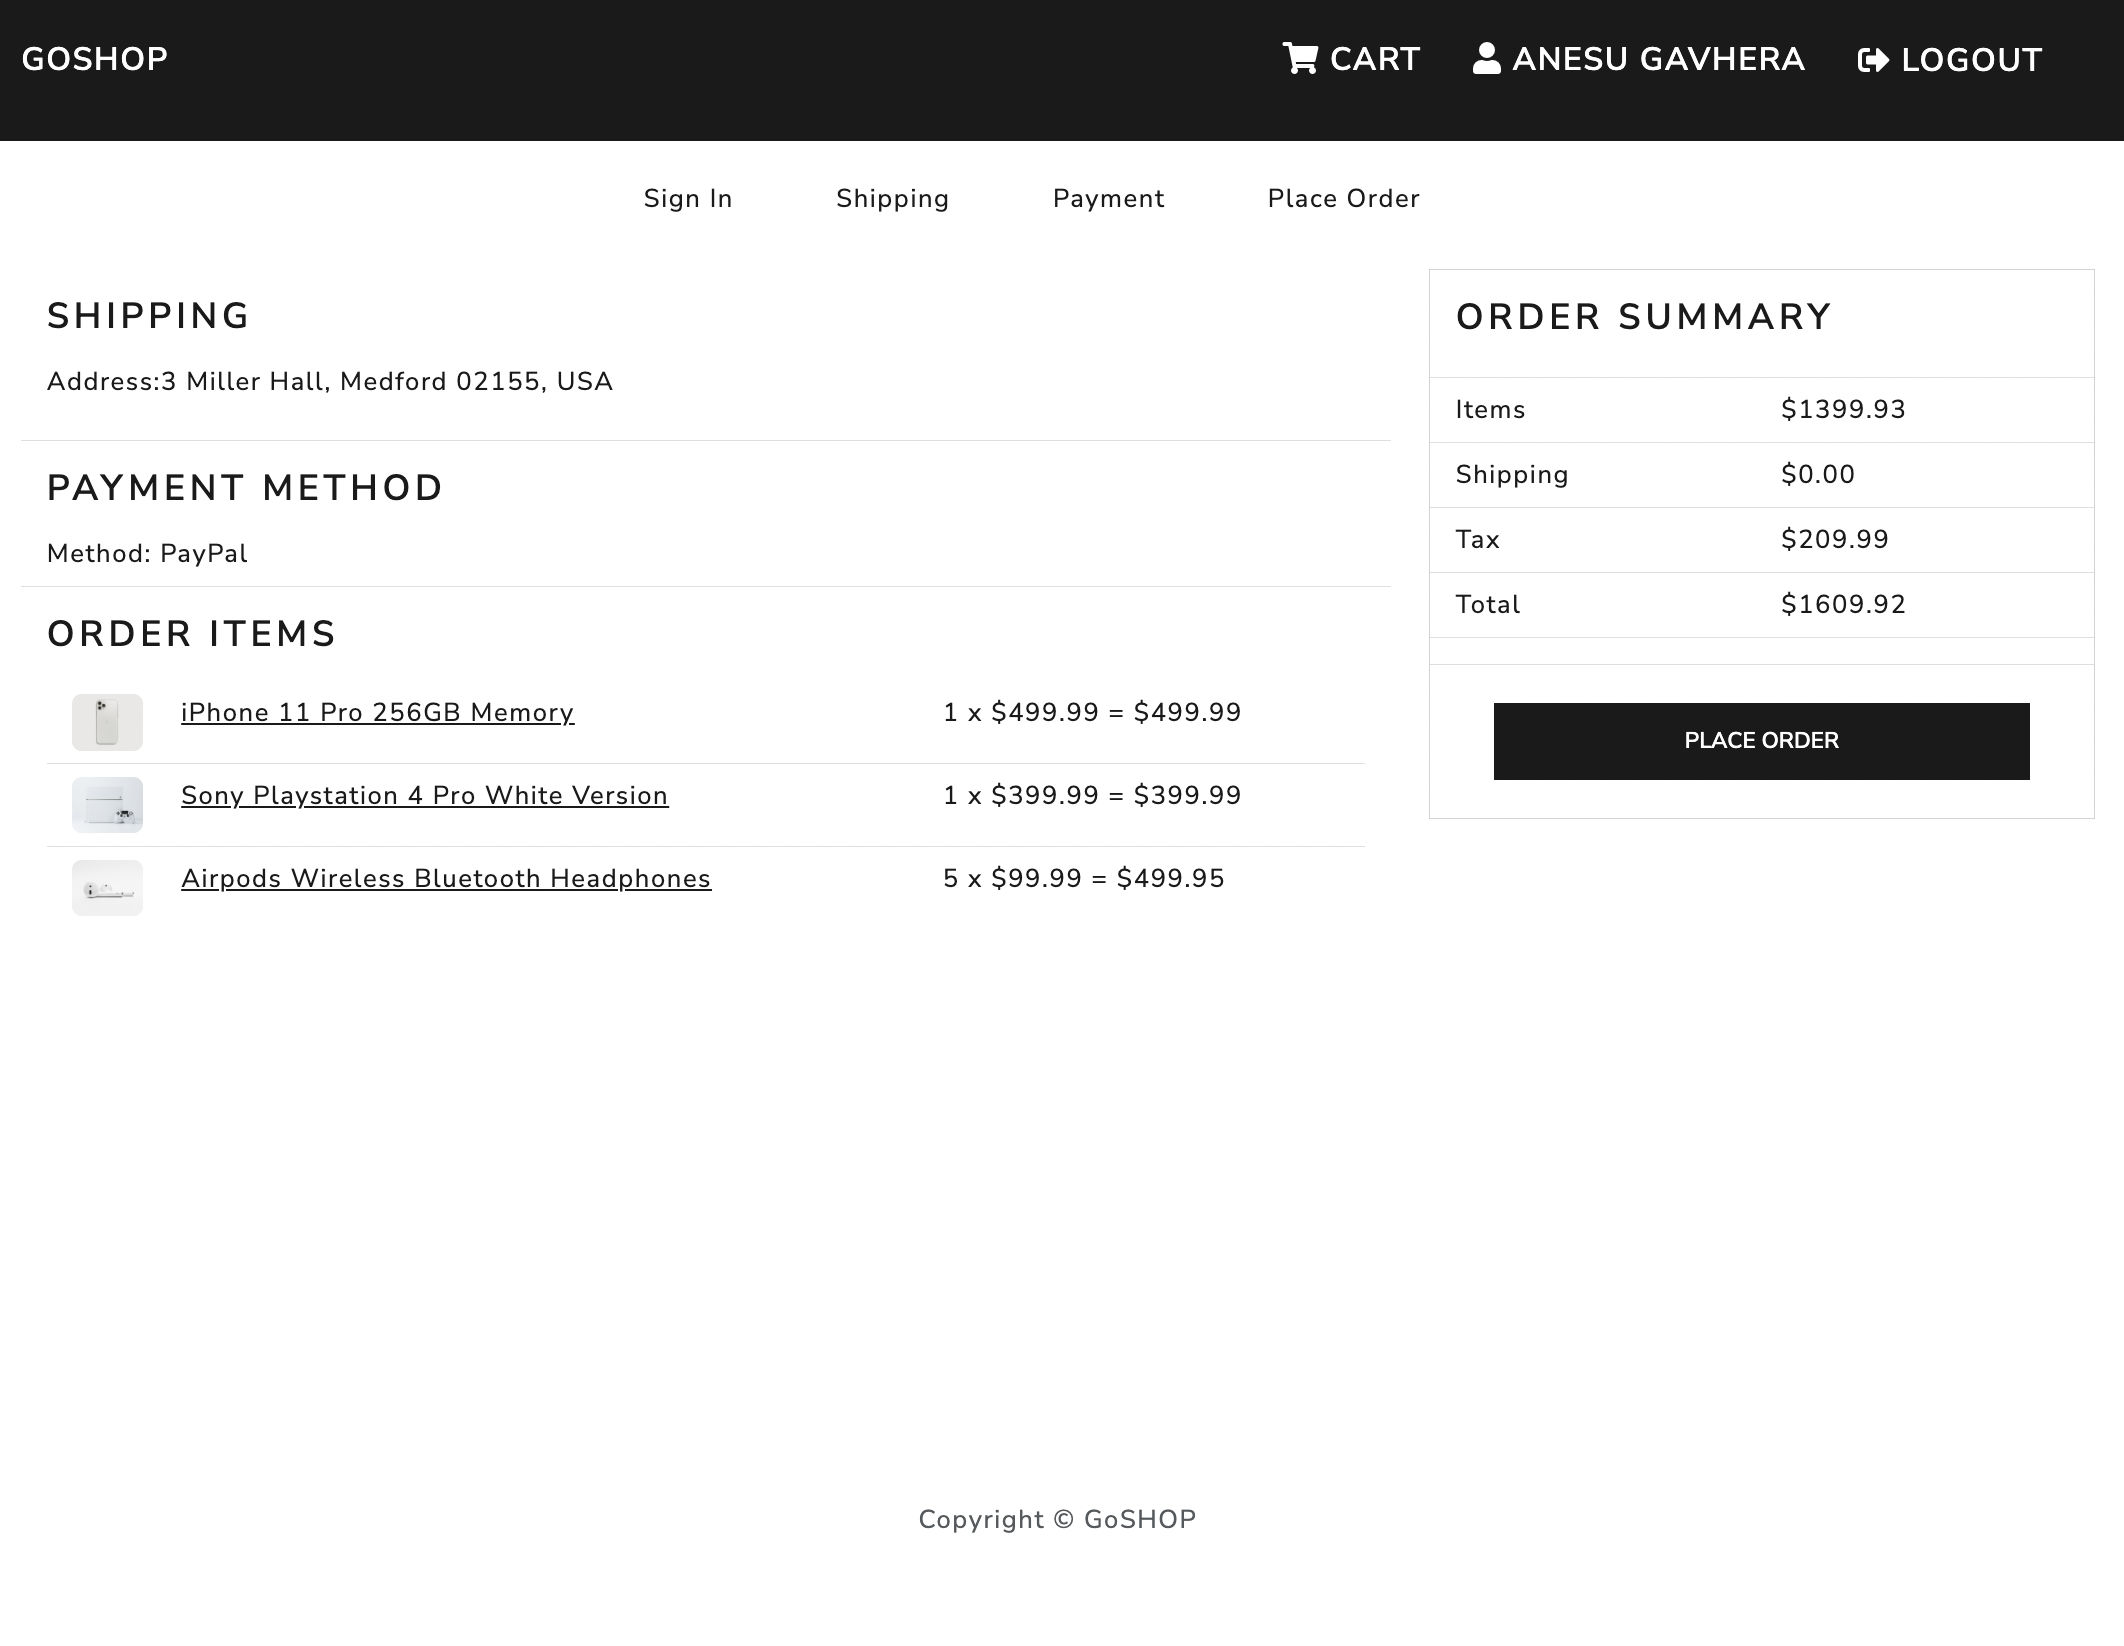 GOSHOP
CART
ANESU GAVHERA
LOGOUT
Sign In
Shipping
Payment
Place Order
SHIPPING
Address:3 Miller Hall, Medford 02155, USA
PAYMENT METHOD
Method: PayPal
ORDER ITEMS
iPhone 11 Pro 256GB Memory
1 x $499.99 = $499.99
Sony Playstation 4 Pro White Version
1 x $399.99 = $399.99
Airpods Wireless Bluetooth Headphones
5 x $99.99 = $499.95
ORDER SUMMARY
Items $1399.93
Shipping $0.00
Tax $209.99
Total $1609.92
PLACE ORDER
Copyright © GoSHOP